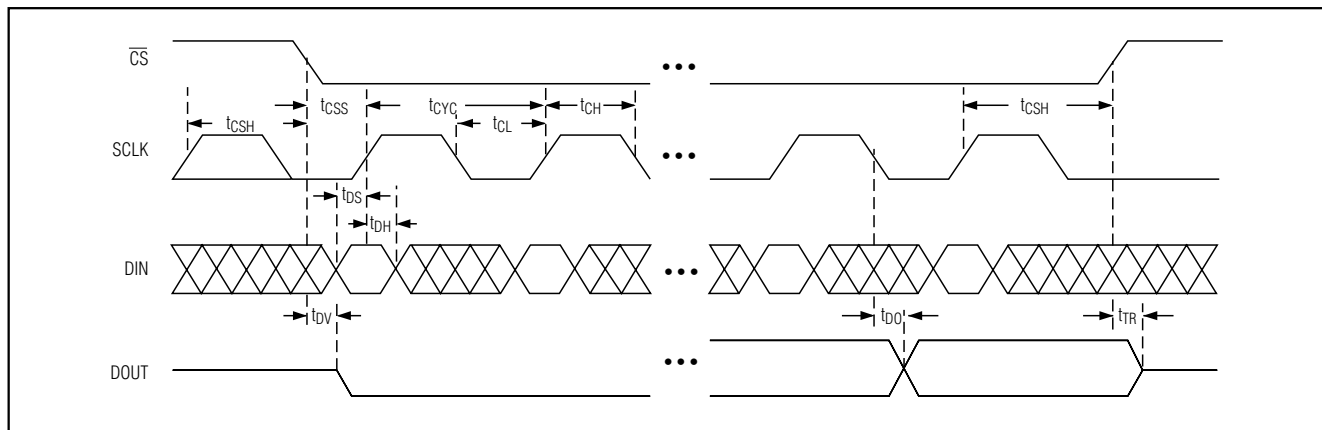 CS
•••
tCSS
tCYC
tCH
tCSH
tCSH
tCL
SCLK
•••
tDS
tDH
DIN
•••
tDV
tDO
tTR
DOUT
•••